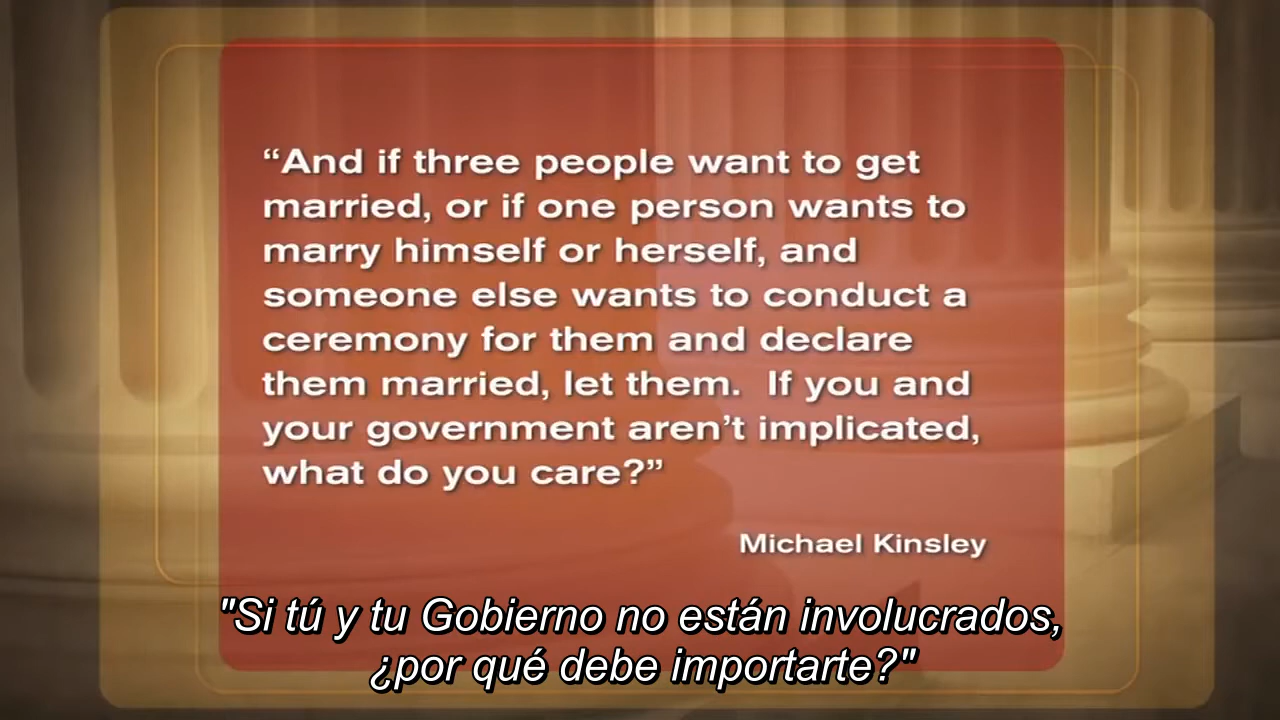 “And if three people want to get
married, or if one person wants to
marry himself or herself, and
someone else wants to conduct a
ceremony for them and declare
them married, let them.  If you and
your government aren’t implicated,
what do you care?”
Michael Kinsley
"Si tú y tu Gobierno no están involucrados,
¿por qué debe importarte?"